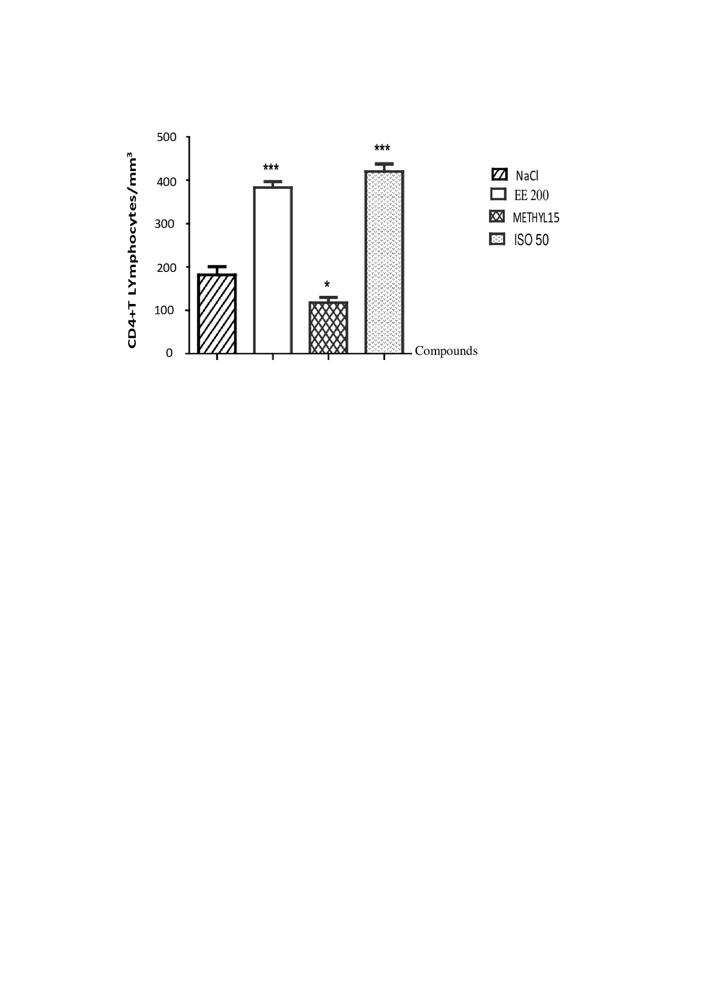 500
***
***
400
300
200
*
100
0
CD4+T LYmphocytes/mm³
Compounds
NaCl
EE 200
METHYL15
ISO 50